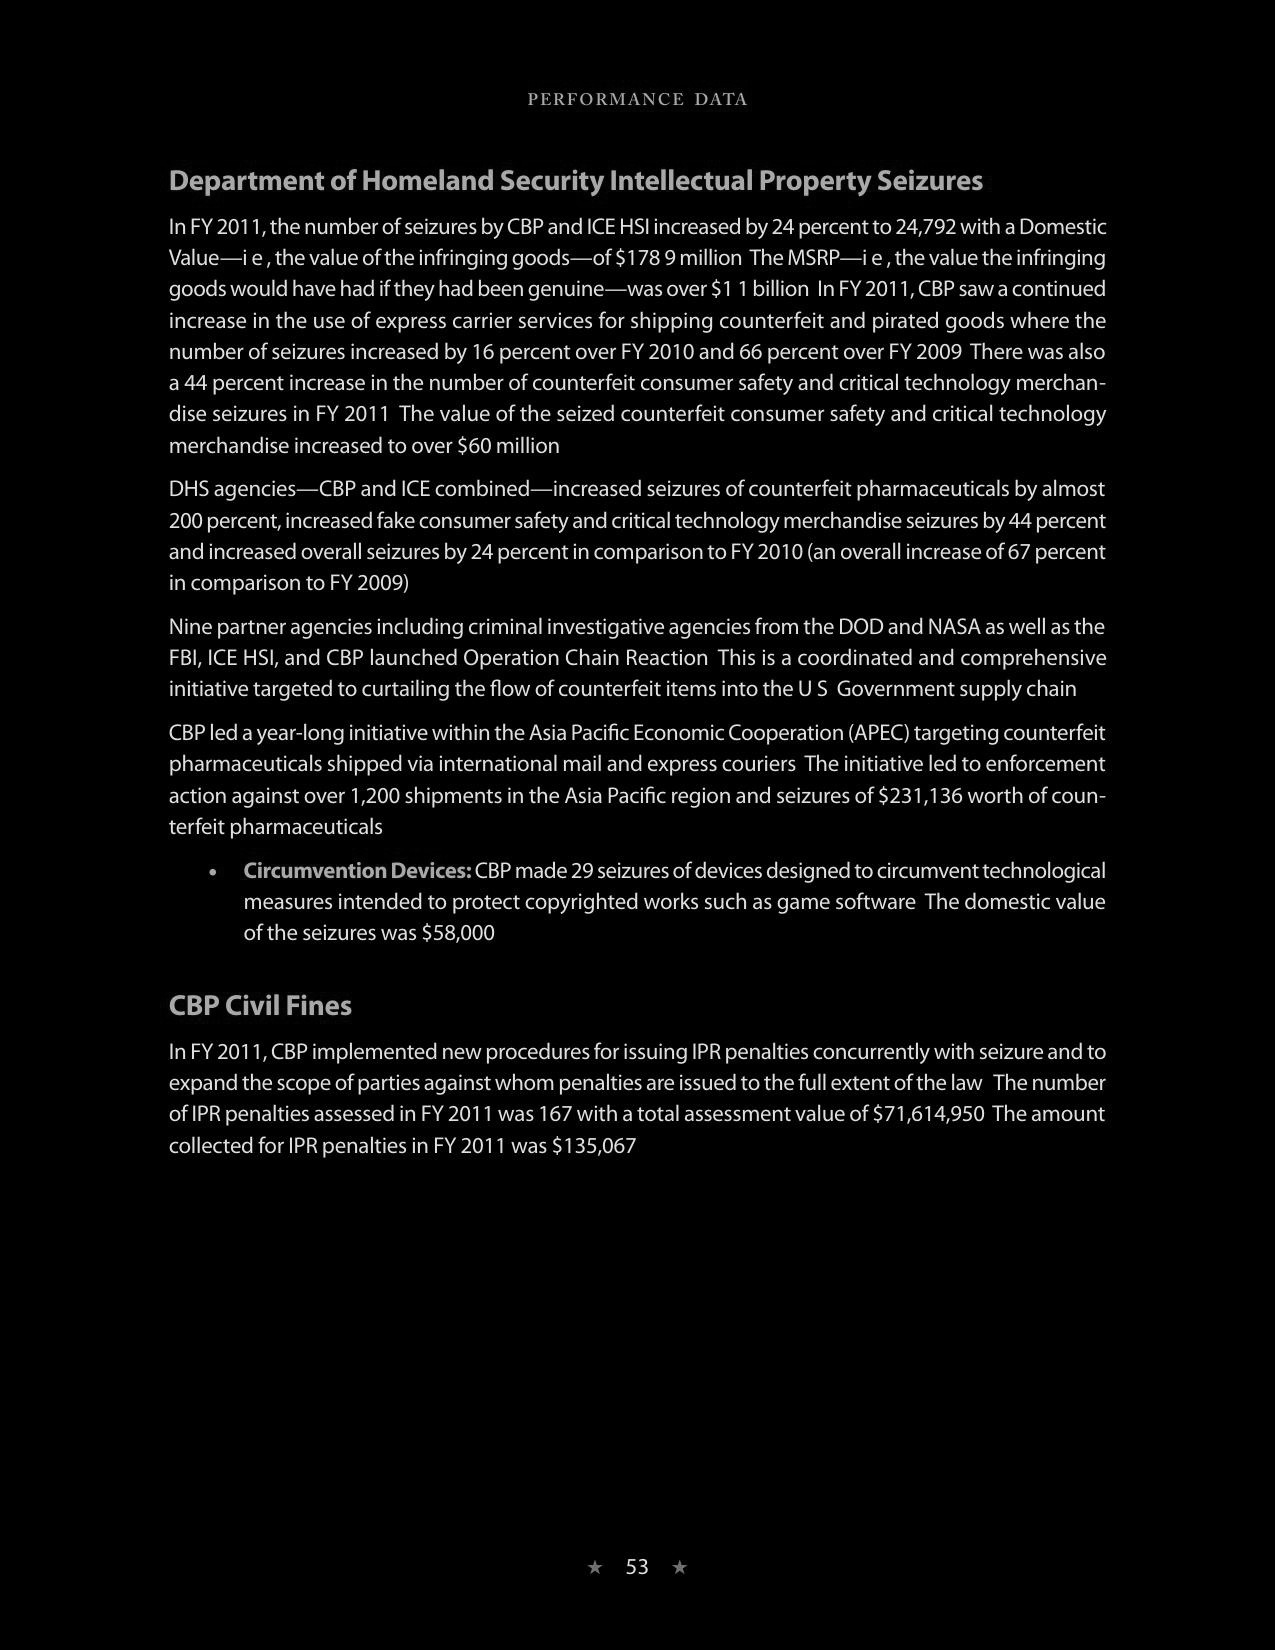 PERFORMANCE DATA
Department of Homeland Security Intellectual Property Seizures
In FY 2011, the number of seizures by CBP and ICE HSI increased by 24 percent to 24,792 with a Domestic
Value—i e , the value of the infringing goods—of $178 9 million The MSRP—i e , the value the infringing
goods would have had if they had been genuine—was over $1 1 billion In FY 2011, CBP saw a continued
increase in the use of express carrier services for shipping counterfeit and pirated goods where the
number of seizures increased by 16 percent over FY 2010 and 66 percent over FY 2009 There was also
a 44 percent increase in the number of counterfeit consumer safety and critical technology merchan-
dise seizures in FY 2011 The value of the seized counterfeit consumer safety and critical technology
merchandise increased to over $60 million
DHS agencies—CBP and ICE combined—increased seizures of counterfeit pharmaceuticals by almost
200 percent, increased fake consumer safety and critical technology merchandise seizures by 44 percent
and increased overall seizures by 24 percent in comparison to FY 2010 (an overall increase of 67 percent
in comparison to FY 2009)
Nine partner agencies including criminal investigative agencies from the DOD and NASA as well as the
FBI, ICE HSI, and CBP launched Operation Chain Reaction This is a coordinated and comprehensive
initiative targeted to curtailing the flow of counterfeit items into the U S Government supply chain
CBP led a year-long initiative within the Asia Pacific Economic Cooperation (APEC) targeting counterfeit
pharmaceuticals shipped via international mail and express couriers The initiative led to enforcement
action against over 1,200 shipments in the Asia Pacific region and seizures of $231,136 worth of coun-
terfeit pharmaceuticals
• Circumvention Devices: CBP made 29 seizures of devices designed to circumvent technological
measures intended to protect copyrighted works such as game software The domestic value
of the seizures was $58,000
CBP Civil Fines
In FY 2011, CBP implemented new procedures for issuing IPR penalties concurrently with seizure and to
expand the scope of parties against whom penalties are issued to the full extent of the law The number
of IPR penalties assessed in FY 2011 was 167 with a total assessment value of $71,614,950 The amount
collected for IPR penalties in FY 2011 was $135,067
★ 53 ★